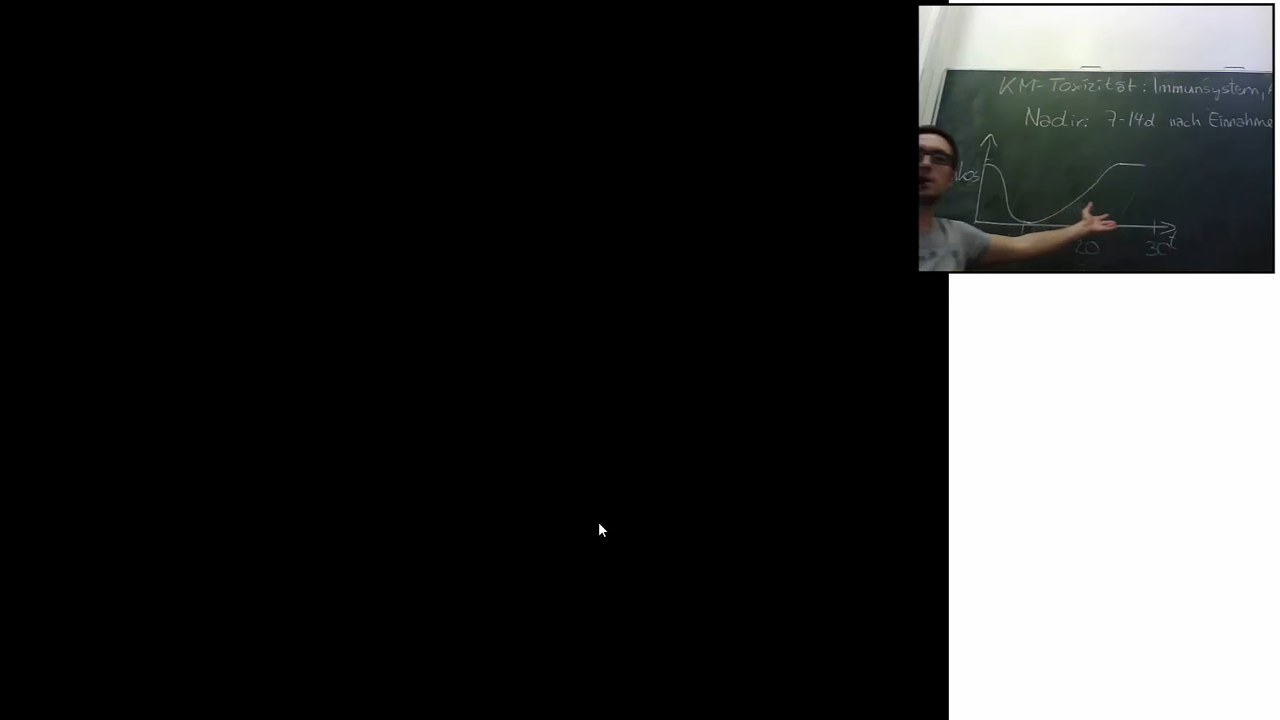 KM-Toxizität: Immunsystem,
Nadir: 7-14d nach Einnahme
20 30 t